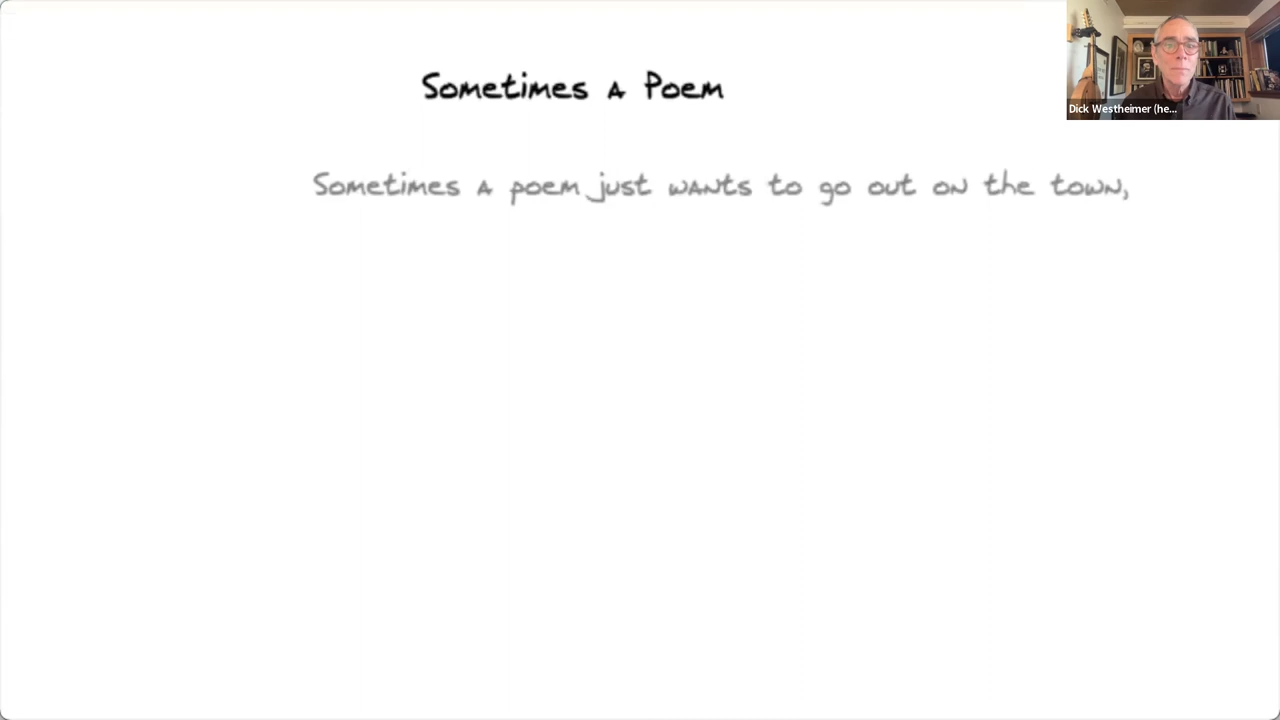 Sometimes a Poem
Sometimes a poem just wants to go out on the town,
Dick Westheimer (he...